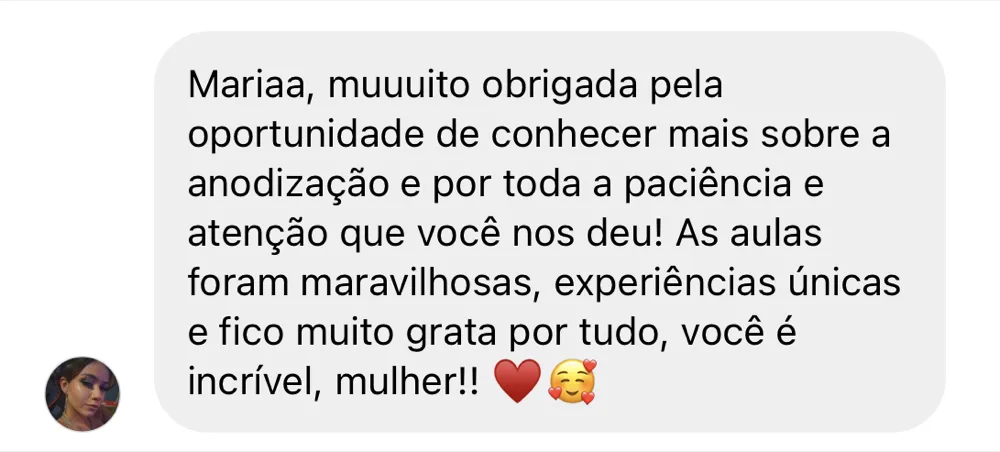 Mariaa, muuuito obrigada pela
oportunidade de conhecer mais sobre a
anodização e por toda a paciência e
atenção que você nos deu! As aulas
foram maravilhosas, experiências únicas
e fico muito grata por tudo, você é
incrível, mulher!! ♥️🥰